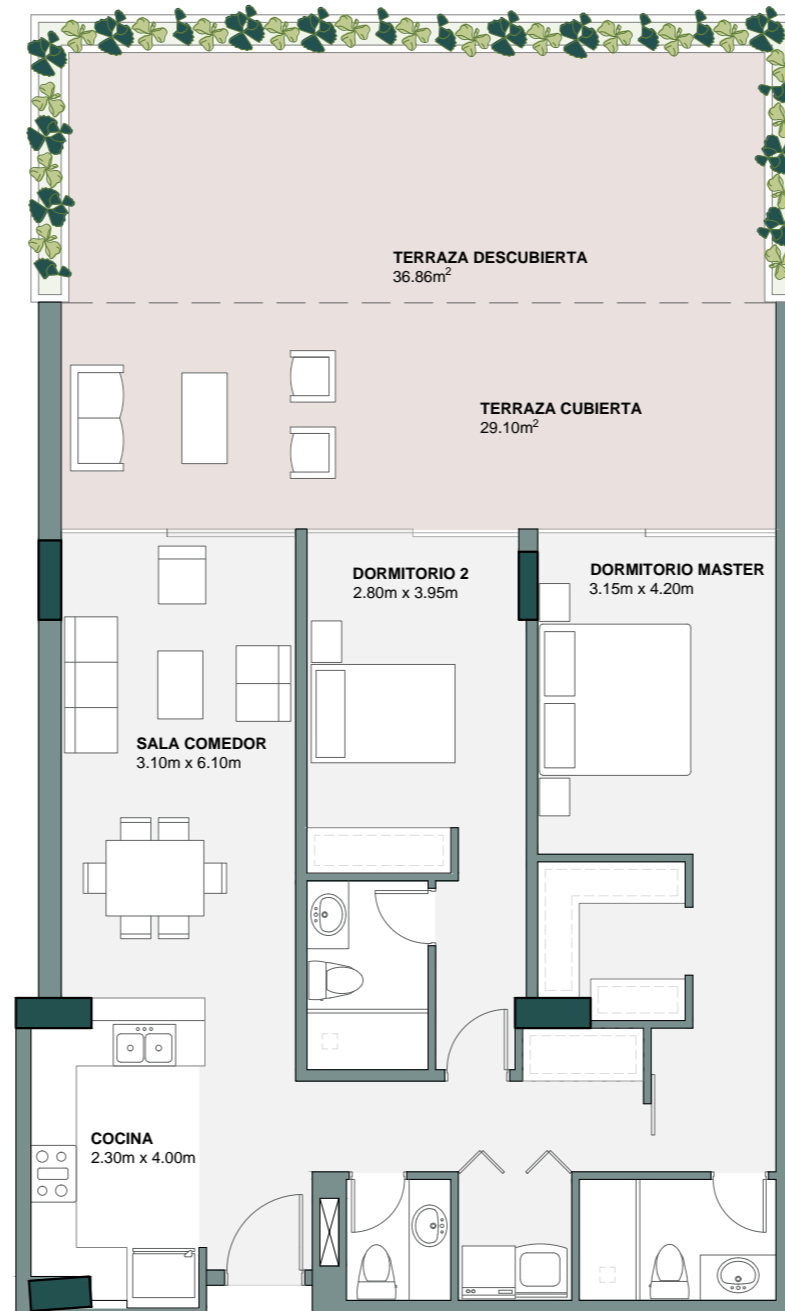 TERRAZA DESCUBIERTA
36.86m²
TERRAZA CUBIERTA
29.10m²
DORMITORIO 2
2.80m x 3.95m
DORMITORIO MASTER
3.15m x 4.20m
SALA COMEDOR
3.10m x 6.10m
COCINA
2.30m x 4.00m